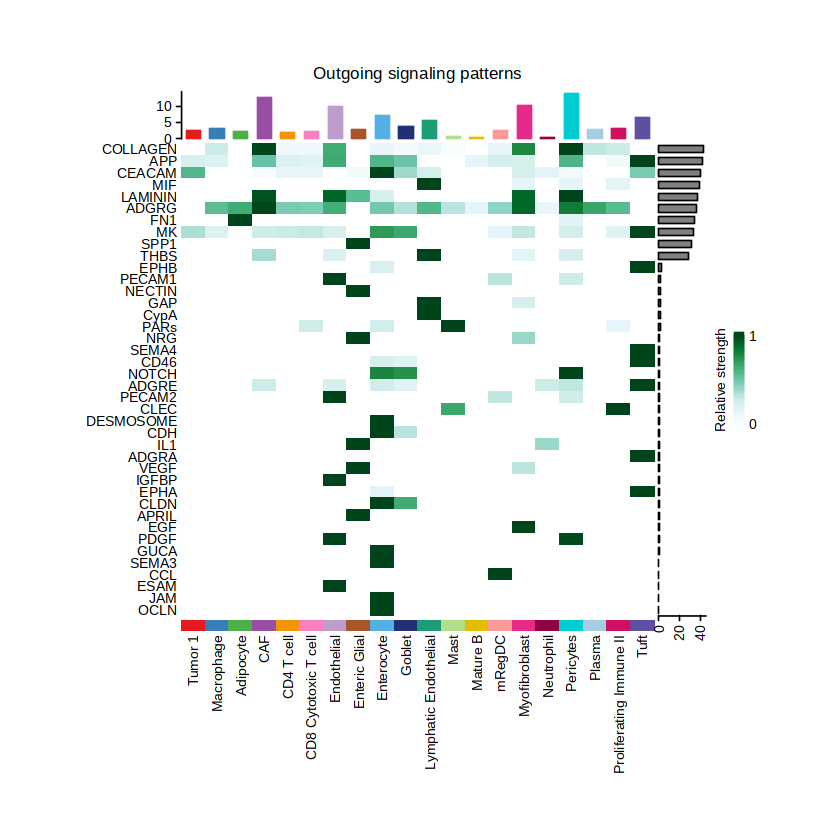 Outgoing signaling patterns
10
5
0
COLLAGEN
APP
CEACAM
MIF
LAMININ
ADGRG
FN1
MK
SPP1
THBS
EPHB
PECAM1
NECTIN
GAP
CypA
PARs
NRG
SEMA4
CD46
NOTCH
ADGRE
PECAM2
CLEC
DESMOSOME
CDH
IL1
ADGRA
VEGF
IGFBP
EPHA
CLDN
APRIL
EGF
PDGF
GUCA
SEMA3
CCL
ESAM
JAM
OCLN
Tumor 1
Macrophage
Adipocyte
CAF
CD4 T cell
CD8 Cytotoxic T cell
Endothelial
Enteric Glial
Enterocyte
Goblet
Lymphatic Endothelial
Mast
Mature B
mRegDC
Myofibroblast
Neutrophil
Pericytes
Plasma
Proliferating Immune II
Tuft
0
20
40
Relative strength
1
0